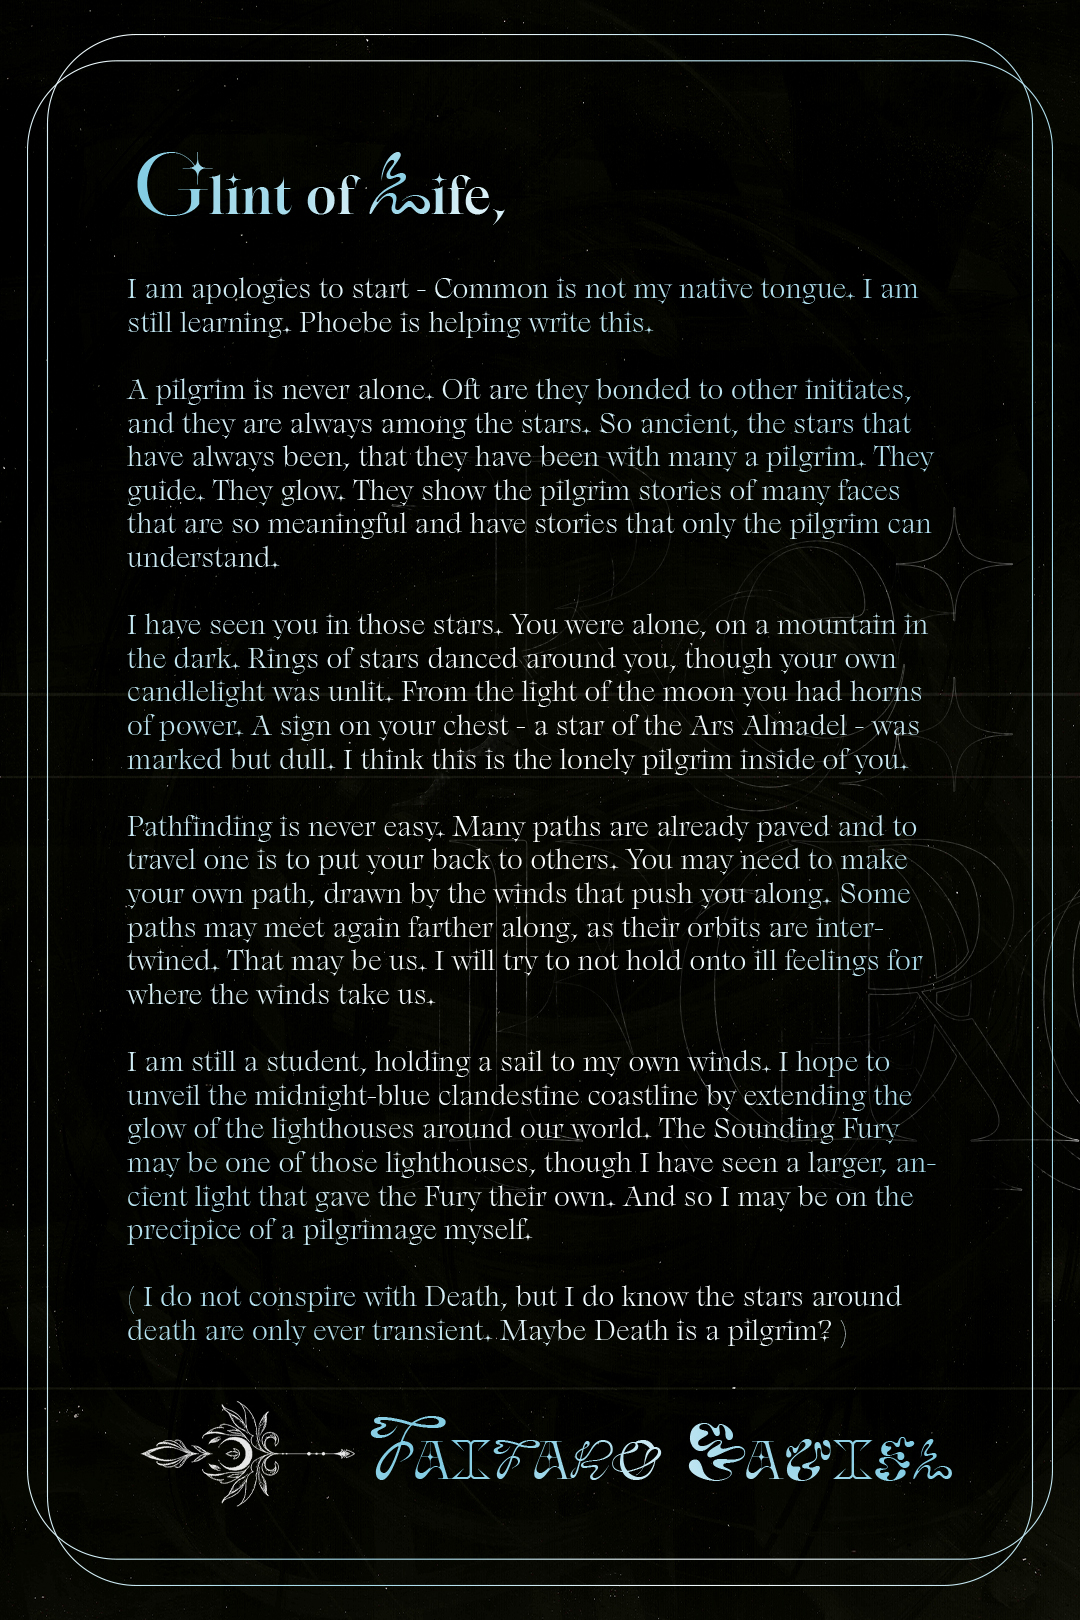 Glint of Life,
I am apologies to start - Common is not my native tongue. I am
still learning. Phoebe is helping write this.
A pilgrim is never alone. Oft are they bonded to other initiates,
and they are always among the stars. So ancient, the stars that
have always been, that they have been with many a pilgrim. They
guide. They glow. They show the pilgrim stories of many faces
that are so meaningful and have stories that only the pilgrim can
understand.
I have seen you in those stars. You were alone, on a mountain in
the dark. Rings of stars danced around you, though your own
candlelight was unlit. From the light of the moon you had horns
of power. A sign on your chest - a star of the Ars Almadel - was
marked but dull. I think this is the lonely pilgrim inside of you.
Pathfinding is never easy. Many paths are already paved and to
travel one is to put your back to others. You may need to make
your own path, drawn by the winds that push you along. Some
paths may meet again farther along, as their orbits are inter-
twined. That may be us. I will try to not hold onto ill feelings for
where the winds take us.
I am still a student, holding a sail to my own winds. I hope to
unveil the midnight-blue clandestine coastline by extending the
glow of the lighthouses around our world. The Sounding Fury
may be one of those lighthouses, though I have seen a larger, an-
cient light that gave the Fury their own. And so I may be on the
precipice of a pilgrimage myself.
( I do not conspire with Death, but I do know the stars around
death are only ever transient. Maybe Death is a pilgrim? )
TAITARO